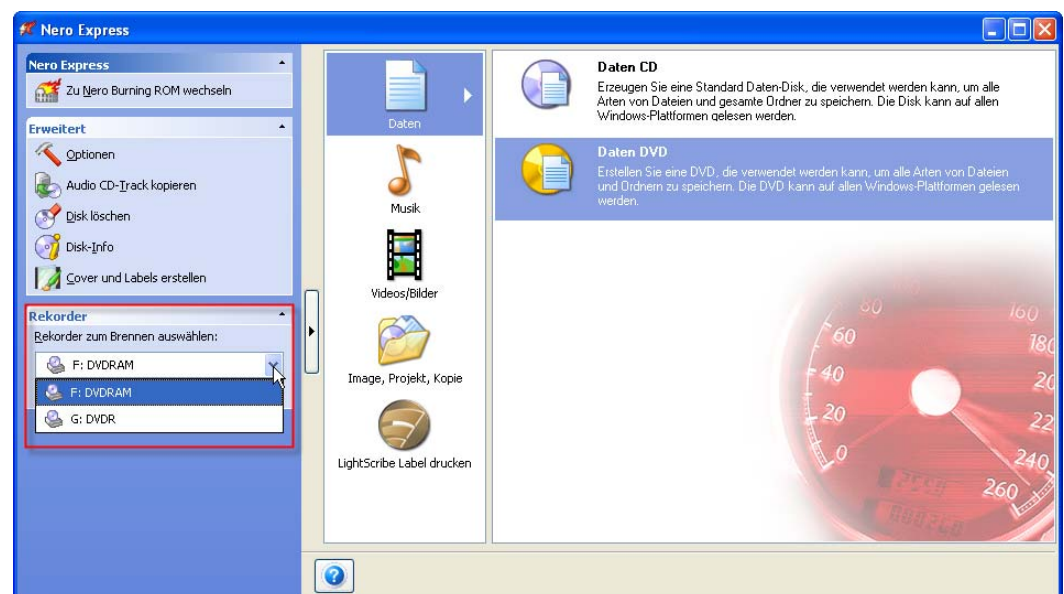 Nero Express
Nero Express
Zu Nero Burning ROM wechseln
Erweitert
Optionen
Audio CD-Track kopieren
Disk löschen
Disk-Info
Cover und Labels erstellen
Rekorder
Rekorder zum Brennen auswählen:
F: DVDRAM
F: DVDRAM
G: DVDR
Daten
Musik
Videos/Bilder
Image, Projekt, Kopie
LightScribe Label drucken
Daten CD
Erzeugen Sie eine Standard Daten-Disk, die verwendet werden kann, um alle
Arten von Dateien und gesamte Ordner zu speichern. Die Disk kann auf allen
Windows-Plattformen gelesen werden.
Daten DVD
Erstellen Sie eine DVD, die verwendet werden kann, um alle Arten von Dateien
und Ordnern zu speichern. Die DVD kann auf allen Windows-Plattformen gelesen
werden.
80
160
60
180
40
20
20
22
0
240
260